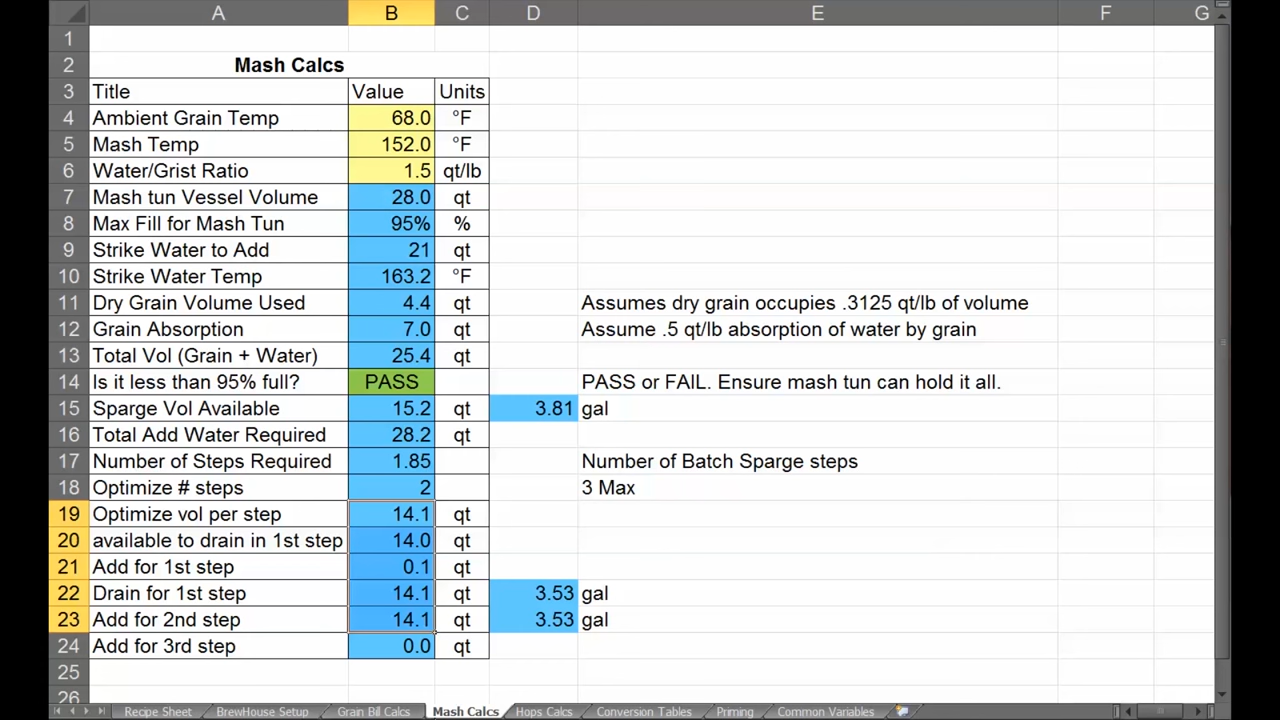 A B C D E F G
1
2 Mash Calcs
3 Title Value Units
4 Ambient Grain Temp 68.0 °F
5 Mash Temp 152.0 °F
6 Water/Grist Ratio 1.5 qt/lb
7 Mash tun Vessel Volume 28.0 qt
8 Max Fill for Mash Tun 95% %
9 Strike Water to Add 21 qt
10 Strike Water Temp 163.2 °F
11 Dry Grain Volume Used 4.4 qt Assumes dry grain occupies .3125 qt/lb of volume
12 Grain Absorption 7.0 qt Assume .5 qt/lb absorption of water by grain
13 Total Vol (Grain + Water) 25.4 qt
14 Is it less than 95% full? PASS PASS or FAIL. Ensure mash tun can hold it all.
15 Sparge Vol Available 15.2 qt 3.81 gal
16 Total Add Water Required 28.2 qt
17 Number of Steps Required 1.85 Number of Batch Sparge steps
18 Optimize # steps 2 3 Max
19 Optimize vol per step 14.1 qt
20 available to drain in 1st step 14.0 qt
21 Add for 1st step 0.1 qt
22 Drain for 1st step 14.1 qt 3.53 gal
23 Add for 2nd step 14.1 qt 3.53 gal
24 Add for 3rd step 0.0 qt
25
26
Recipe Sheet BrewHouse Setup Grain Bill Calcs Mash Calcs Hops Calcs Conversion Tables Priming Common Variables